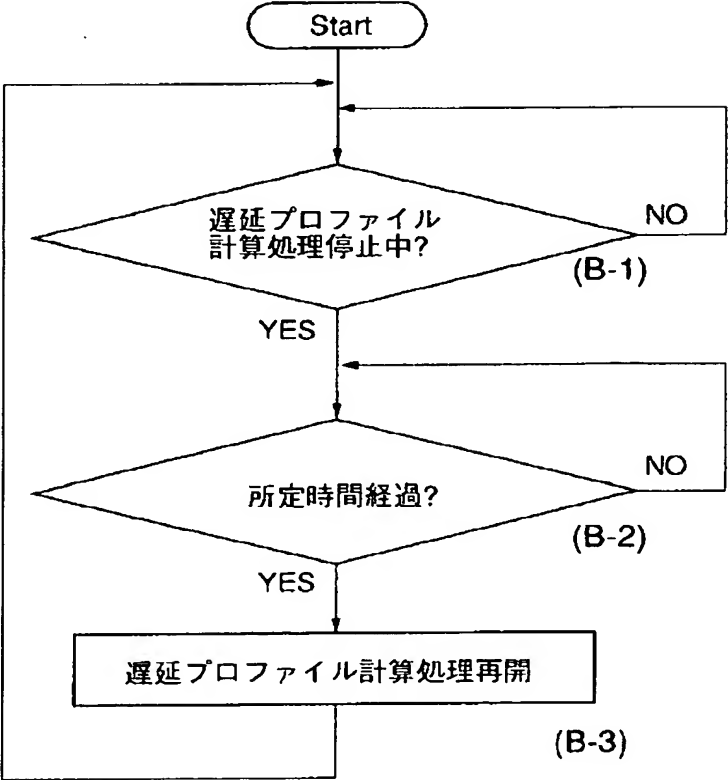 Start
遅延プロファイル
計算処理停止中?
NO
(B-1)
YES
所定時間経過?
NO
(B-2)
YES
遅延プロファイル計算処理再開
(B-3)